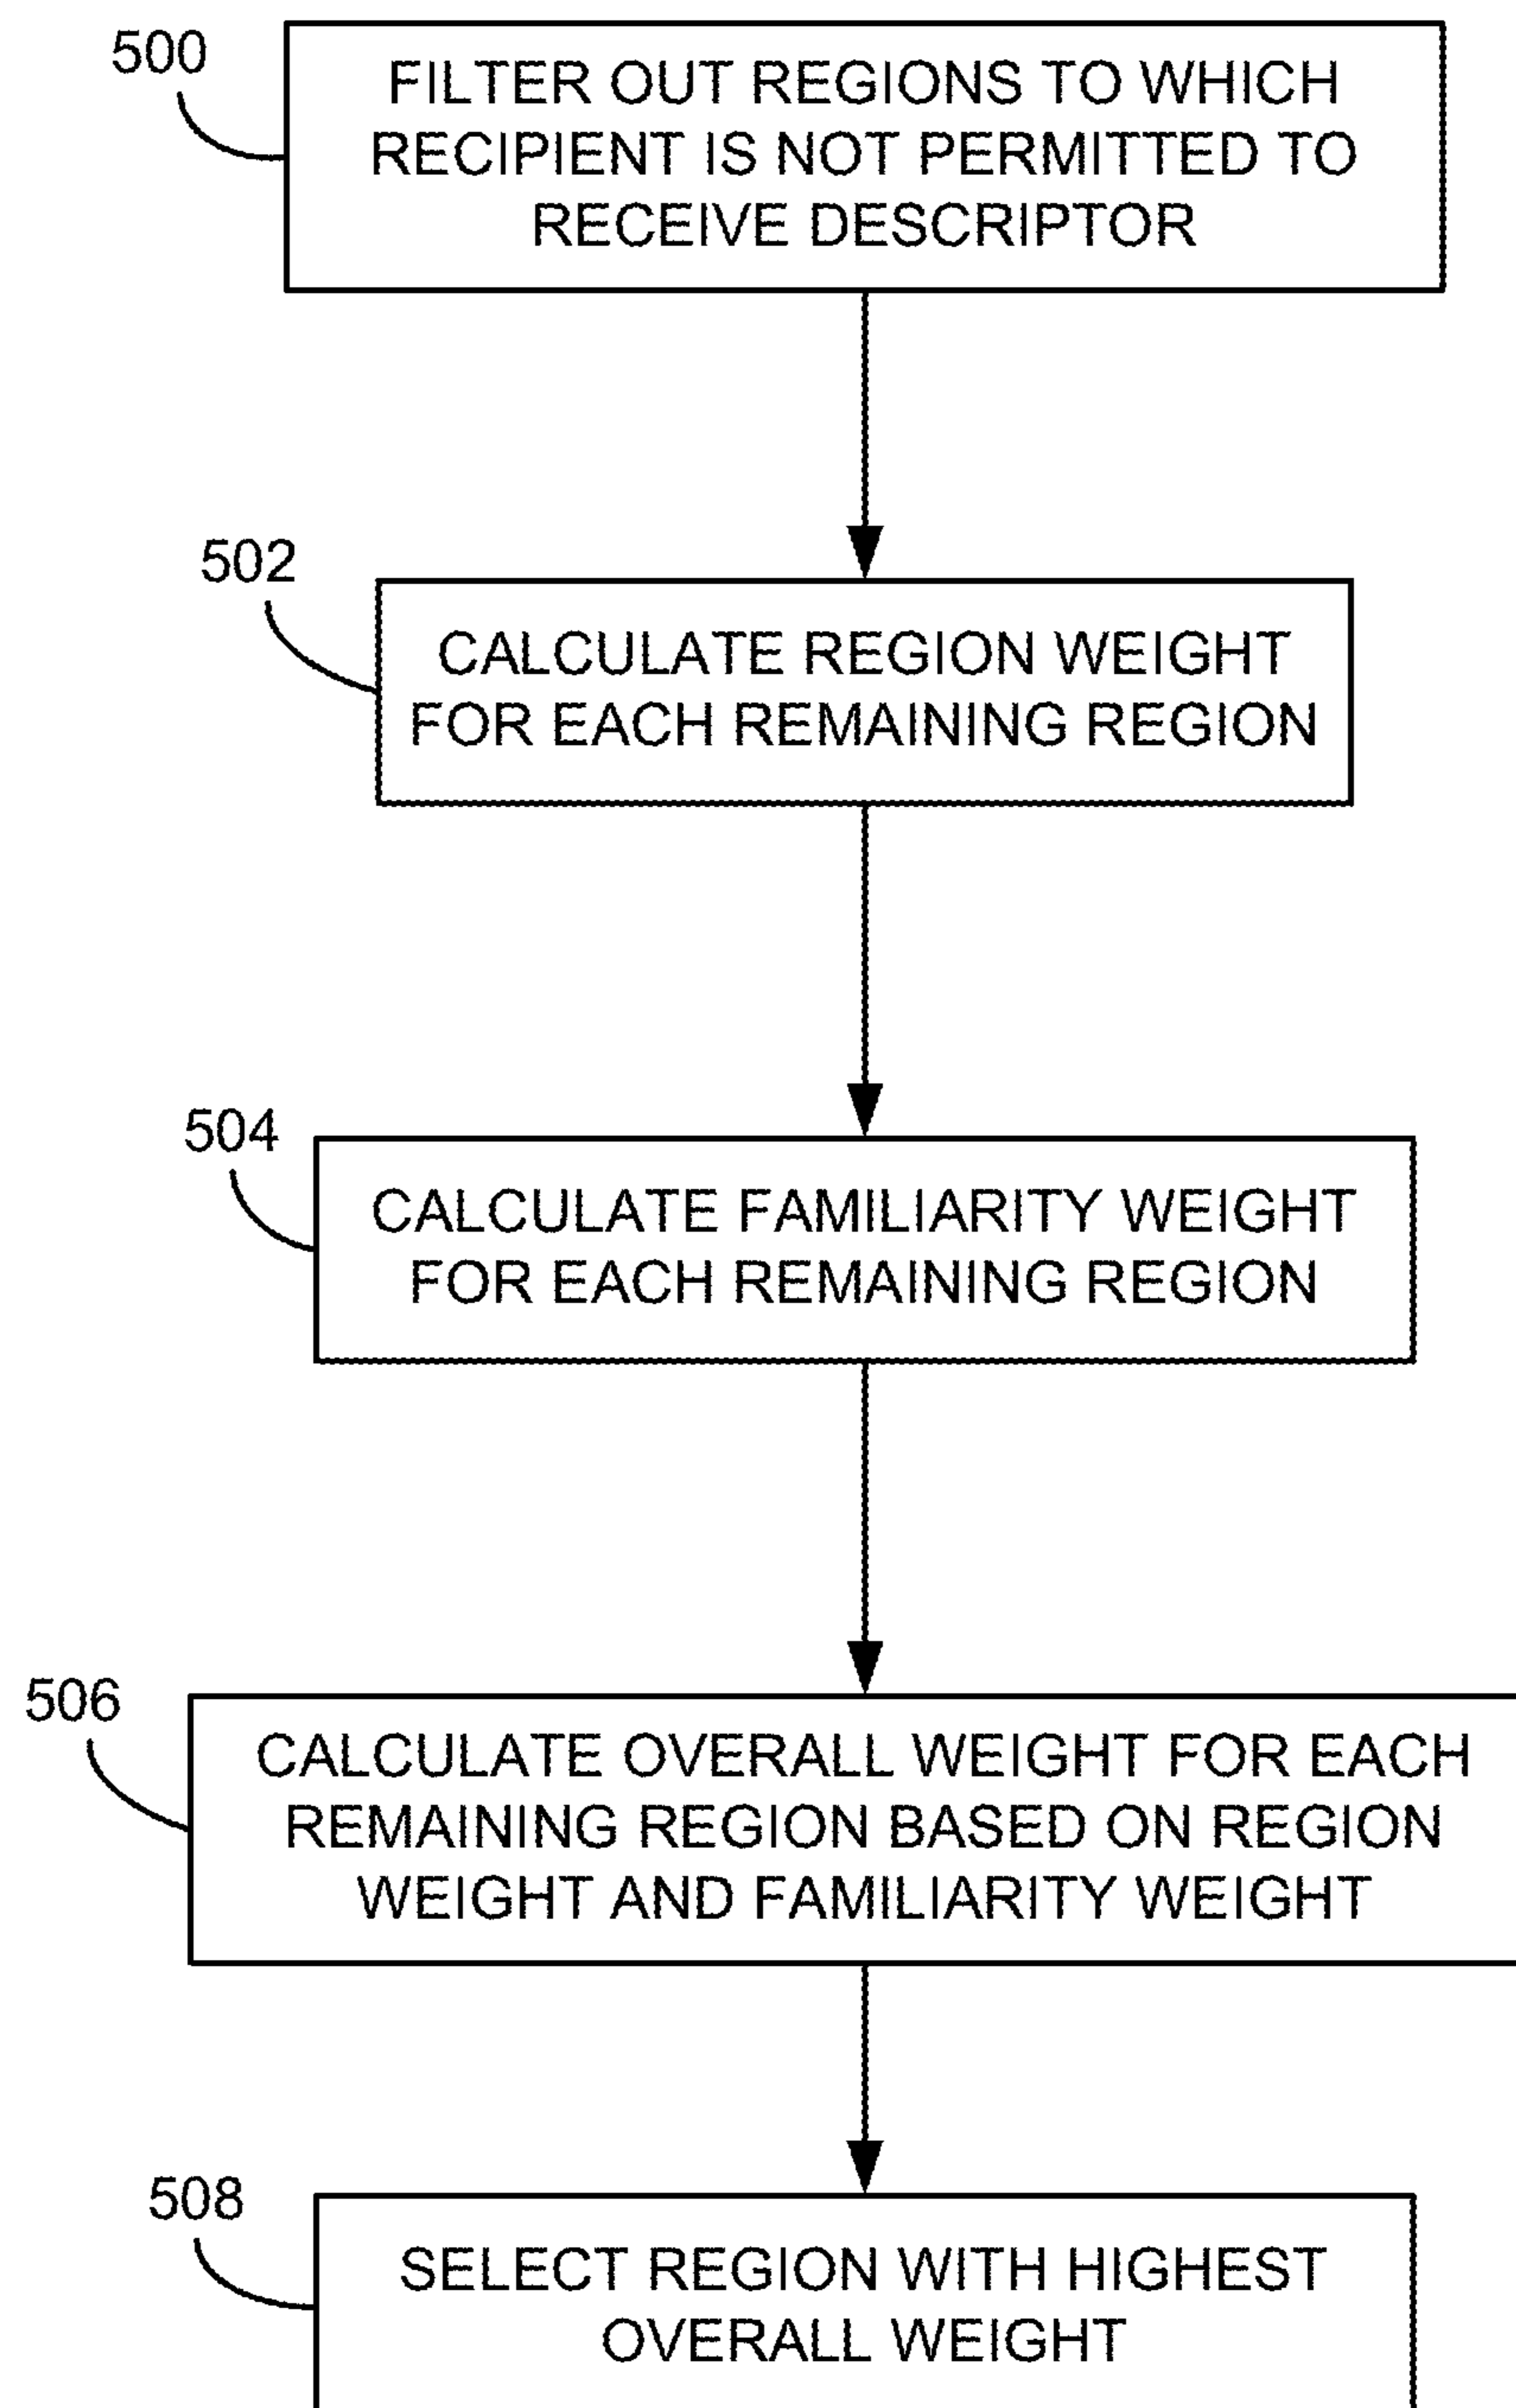 500
FILTER OUT REGIONS TO WHICH
RECIPIENT IS NOT PERMITTED TO
RECEIVE DESCRIPTOR
502
CALCULATE REGION WEIGHT
FOR EACH REMAINING REGION
504
CALCULATE FAMILIARITY WEIGHT
FOR EACH REMAINING REGION
506
CALCULATE OVERALL WEIGHT FOR EACH
REMAINING REGION BASED ON REGION
WEIGHT AND FAMILIARITY WEIGHT
508
SELECT REGION WITH HIGHEST
OVERALL WEIGHT